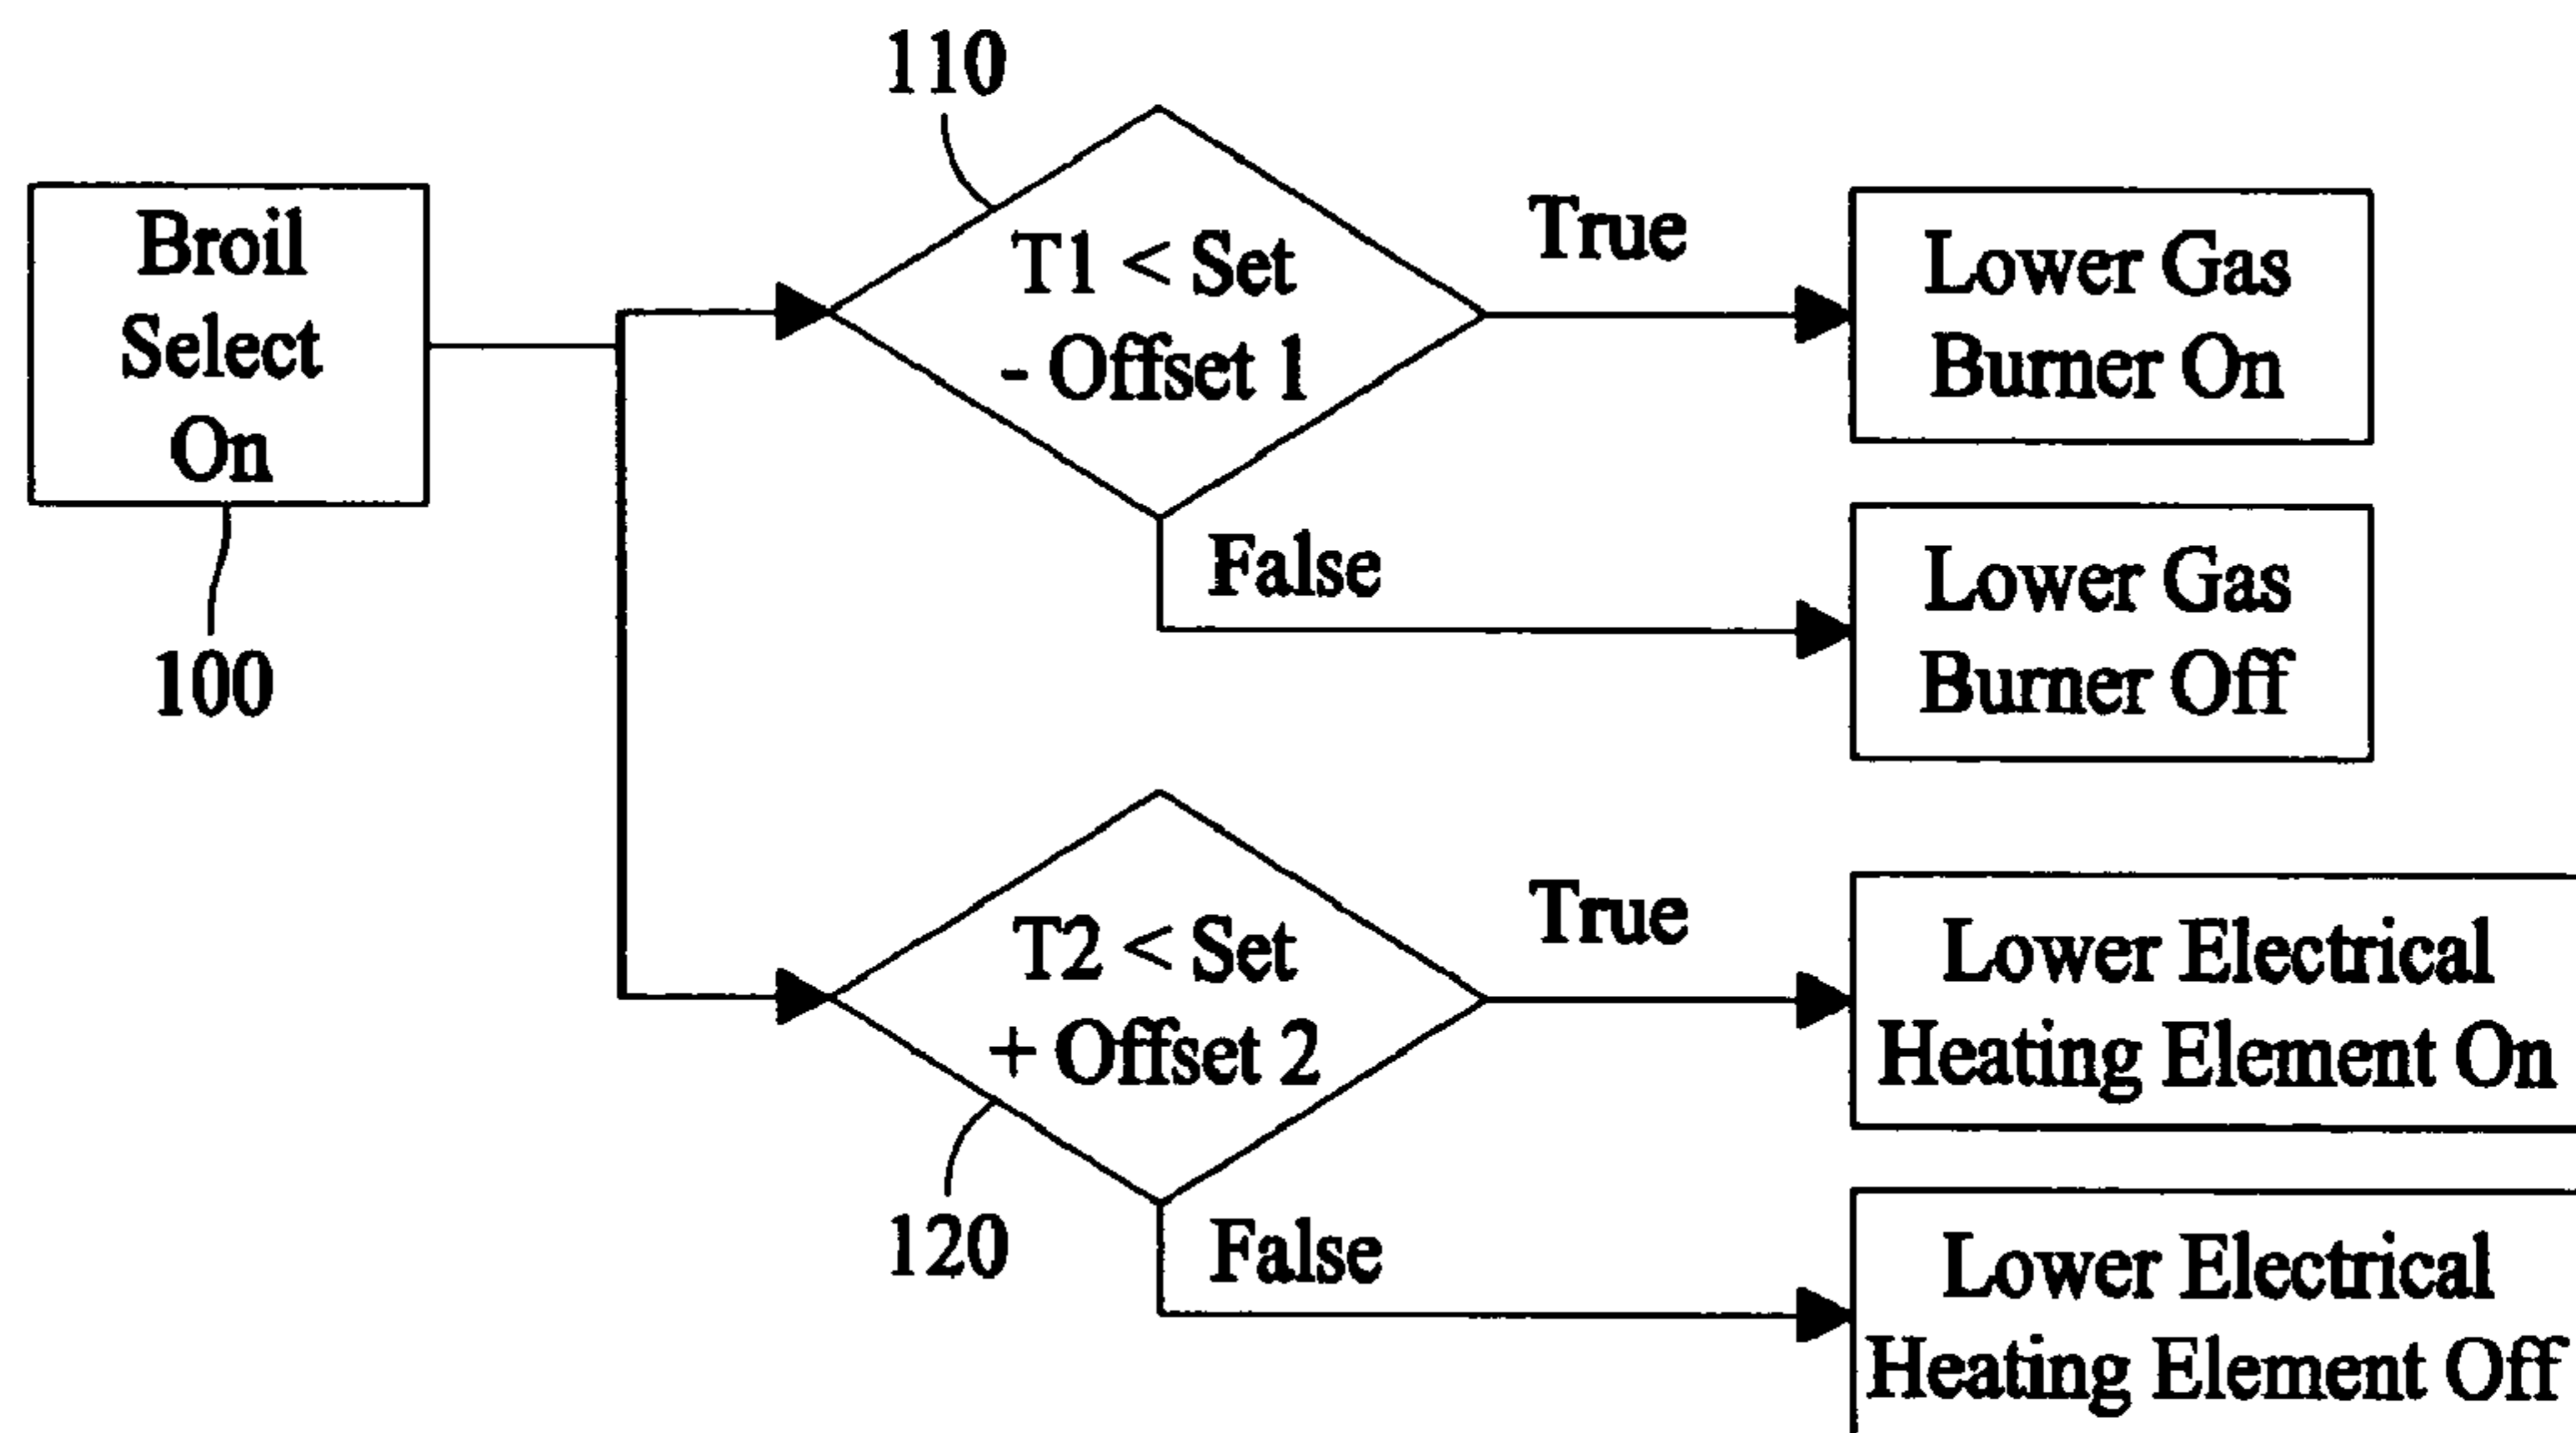 110
Broil
Select
On
100
T1 < Set
- Offset 1
True
Lower Gas
Burner On
False
Lower Gas
Burner Off
T2 < Set
+ Offset 2
120
True
Lower Electrical
Heating Element On
False
Lower Electrical
Heating Element Off